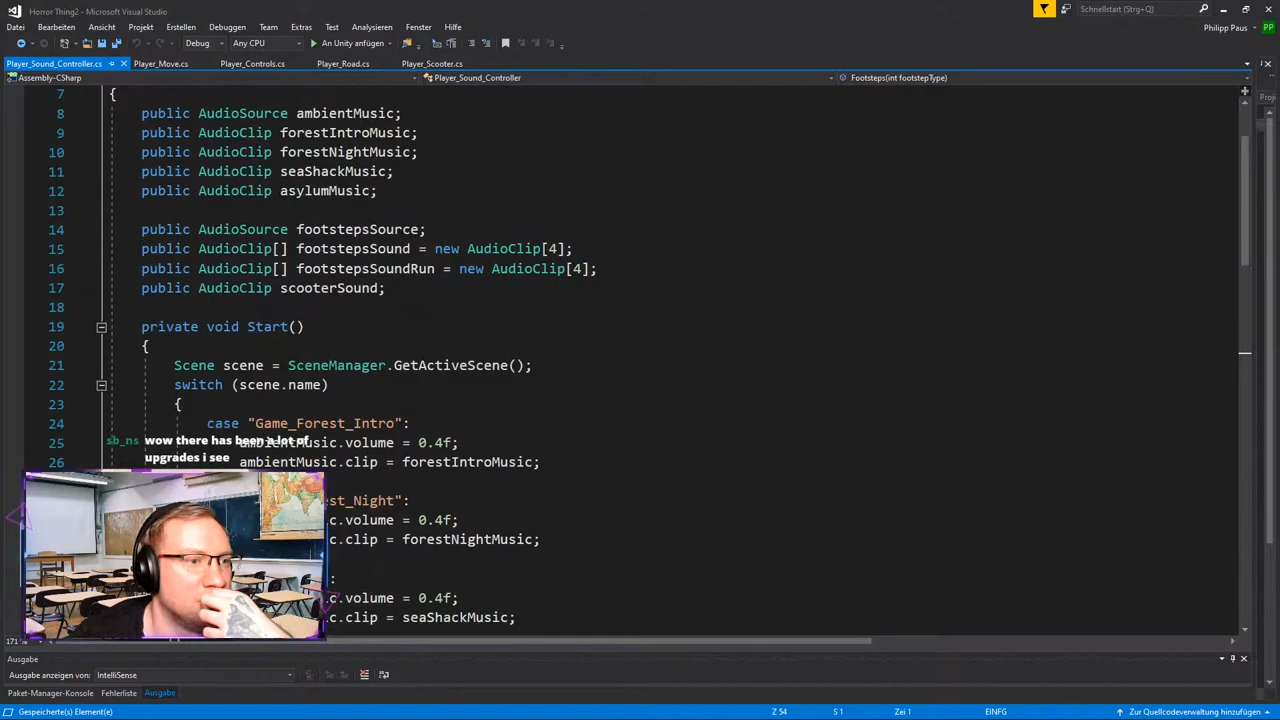 Horror Thing2 - Microsoft Visual Studio
Schnellstart (Strg+Q)
Datei Bearbeiten Ansicht Projekt Erstellen Debuggen Team Extras Test Analysieren Fenster Hilfe
Philipp Paus PP
Debug Any CPU An Unity anfügen
Player_Sound_Controller.cs Player_Move.cs Player_Controls.cs Player_Road.cs Player_Scooter.cs
Assembly-CSharp Player_Sound_Controller Footsteps(int footstepType)
Proj
7 {
8 public AudioSource ambientMusic;
9 public AudioClip forestIntroMusic;
10 public AudioClip forestNightMusic;
11 public AudioClip seaShackMusic;
12 public AudioClip asylumMusic;
13
14 public AudioSource footstepsSource;
15 public AudioClip[] footstepsSound = new AudioClip[4];
16 public AudioClip[] footstepsSoundRun = new AudioClip[4];
17 public AudioClip scooterSound;
18
19 private void Start()
20 {
21 Scene scene = SceneManager.GetActiveScene();
22 switch (scene.name)
23 {
24 case "Game_Forest_Intro":
sb_ns wow there has been a lot of
upgrades i see
25 ambientMusic.volume = 0.4f;
26 ambientMusic.clip = forestIntroMusic;
est_Night":
c.volume = 0.4f;
c.clip = forestNightMusic;
:
c.volume = 0.4f;
c.clip = seaShackMusic;
171 %
Ausgabe
Ausgabe anzeigen von: IntelliSense
Paket-Manager-Konsole Fehlerliste Ausgabe
Gespeicherte(s) Element(e) Z 54 S 1 Zei 1 EINFG Zur Quellcodeverwaltung hinzufügen